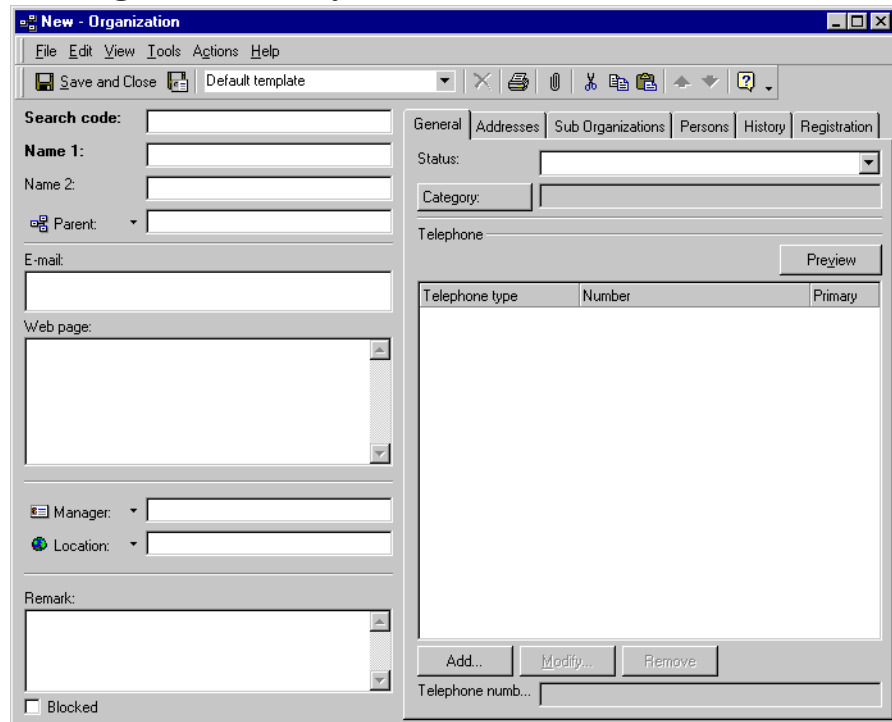 New - Organization
File Edit View Tools Actions Help
Save and Close Default template
Search code:
Name 1:
Name 2:
Parent:
E-mail:
Web page:
Manager:
Location:
Remark:
Blocked
General Addresses Sub Organizations Persons History Registration
Status:
Category:
Telephone
Preview
Telephone type Number Primary
Add... Modify... Remove
Telephone numb...